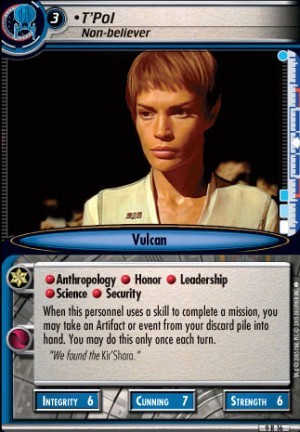 3
•T'Pol
Non-believer
Vulcan
Anthropology Honor Leadership
Science Security
When this personnel uses a skill to complete a mission, you
may take an Artifact or event from your discard pile into
hand. You may do this only once each turn.
"We found the Kir'Shara."
INTEGRITY 6 CUNNING 7 STRENGTH 6